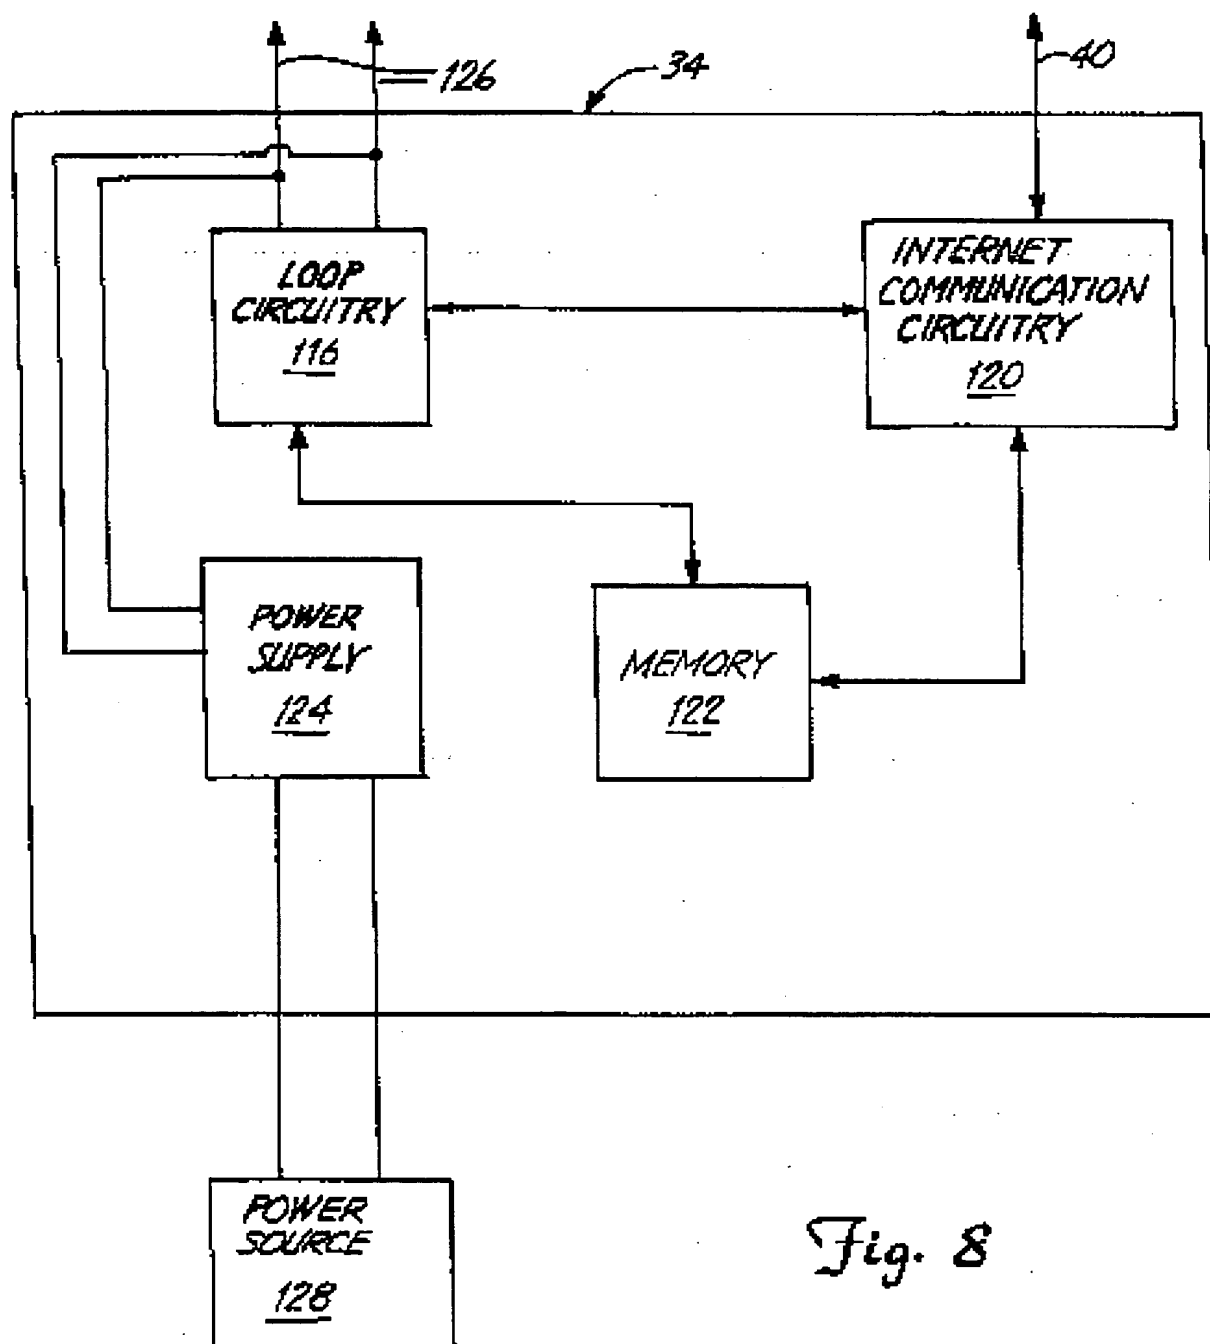 126
34
40
LOOP
CIRCUITRY
116
INTERNET
COMMUNICATION
CIRCUITRY
120
POWER
SUPPLY
124
MEMORY
122
POWER
SOURCE
128
Fig. 8